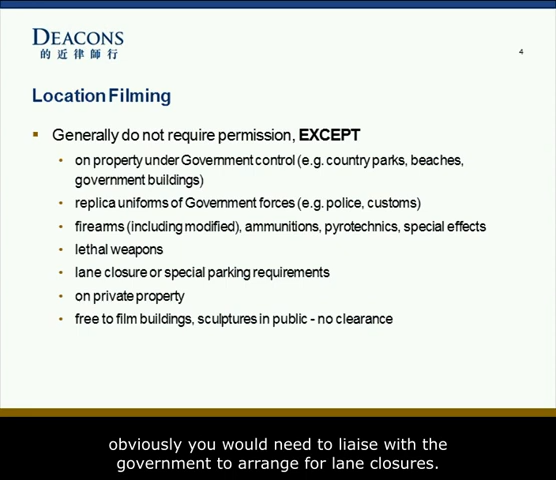 DEACONS
的近律師行
4
Location Filming
▪ Generally do not require permission, EXCEPT
• on property under Government control (e.g. country parks, beaches,
government buildings)
• replica uniforms of Government forces (e.g. police, customs)
• firearms (including modified), ammunitions, pyrotechnics, special effects
• lethal weapons
• lane closure or special parking requirements
• on private property
• free to film buildings, sculptures in public - no clearance
obviously you would need to liaise with the
government to arrange for lane closures.